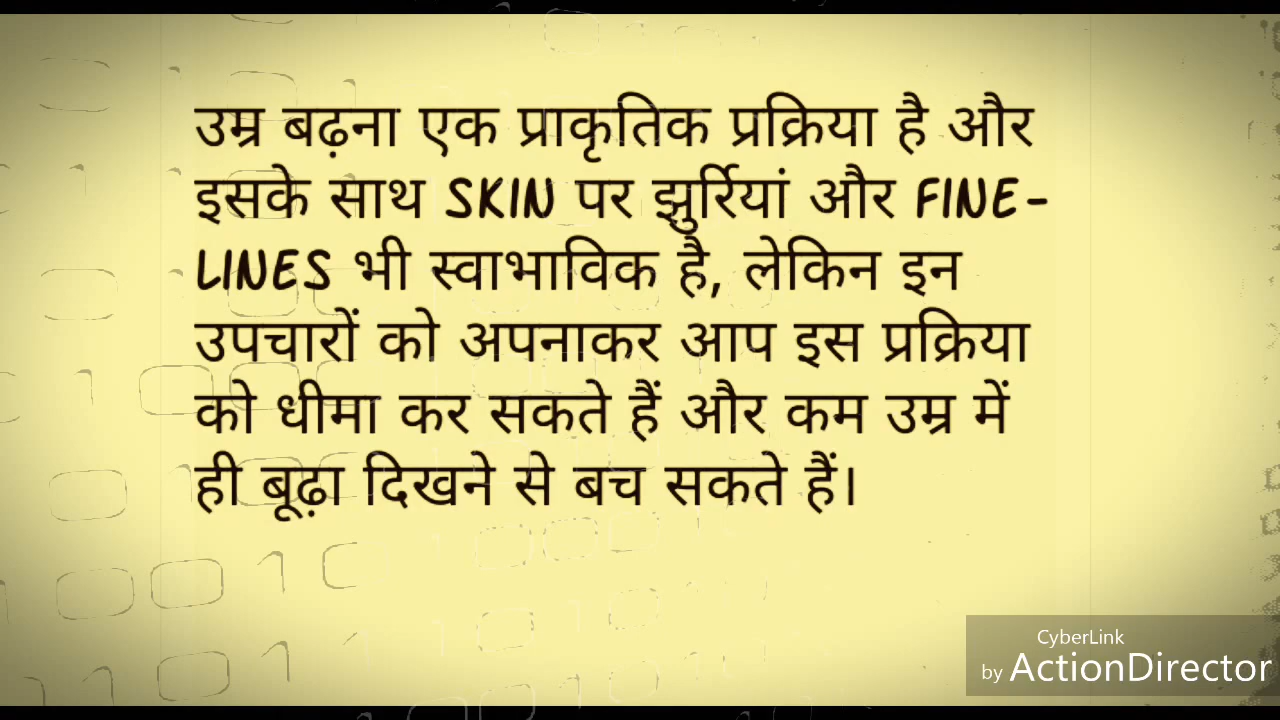 उम्र बढ़ना एक प्राकृतिक प्रक्रिया है और
इसके साथ SKIN पर झुर्रियां और FINE-
LINES भी स्वाभाविक है, लेकिन इन
उपचारों को अपनाकर आप इस प्रक्रिया
को धीमा कर सकते हैं और कम उम्र में
ही बूढ़ा दिखने से बच सकते हैं।
CyberLink
by ActionDirector